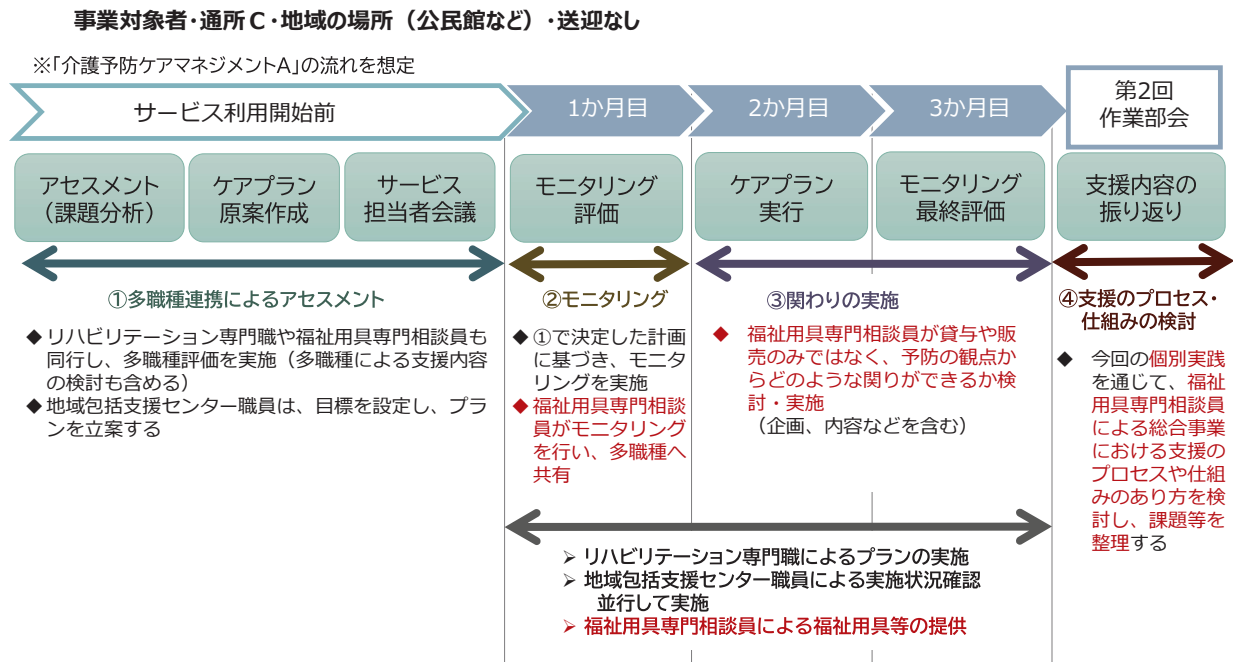 事業対象者・通所C・地域の場所（公民館など）・送迎なし
※「介護予防ケアマネジメントA」の流れを想定
サービス利用開始前
1か月目
2か月目
3か月目
第2回
作業部会
アセスメント
（課題分析）
ケアプラン
原案作成
サービス
担当者会議
モニタリング
評価
ケアプラン
実行
モニタリング
最終評価
支援内容の
振り返り
①多職種連携によるアセスメント
◆ リハビリテーション専門職や福祉用具専門相談員も
同行し、多職種評価を実施（多職種による支援内容
の検討も含める）
◆ 地域包括支援センター職員は、目標を設定し、プラ
ンを立案する
②モニタリング
◆ ①で決定した計画
に基づき、モニタ
リングを実施
◆ 福祉用具専門相談
員がモニタリング
を行い、多職種へ
共有
③関わりの実施
◆ 福祉用具専門相談員が貸与や販
売のみではなく、予防の観点か
らどのような関りができるか検
討・実施
（企画、内容などを含む）
④支援のプロセス・
仕組みの検討
◆ 今回の個別実践
を通じて、福祉
用具専門相談員
による総合事業
における支援の
プロセスや仕組
みのあり方を検
討し、課題等を
整理する
➢ リハビリテーション専門職によるプランの実施
➢ 地域包括支援センター職員による実施状況確認
並行して実施
➢ 福祉用具専門相談員による福祉用具等の提供